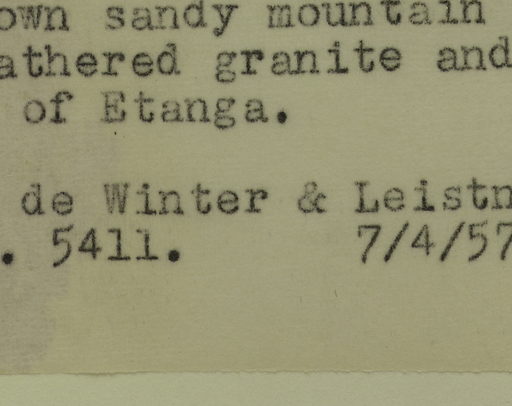 own sandy mountain
athered granite and
of Etanga.
de Winter & Leistn
. 5411. 7/4/57